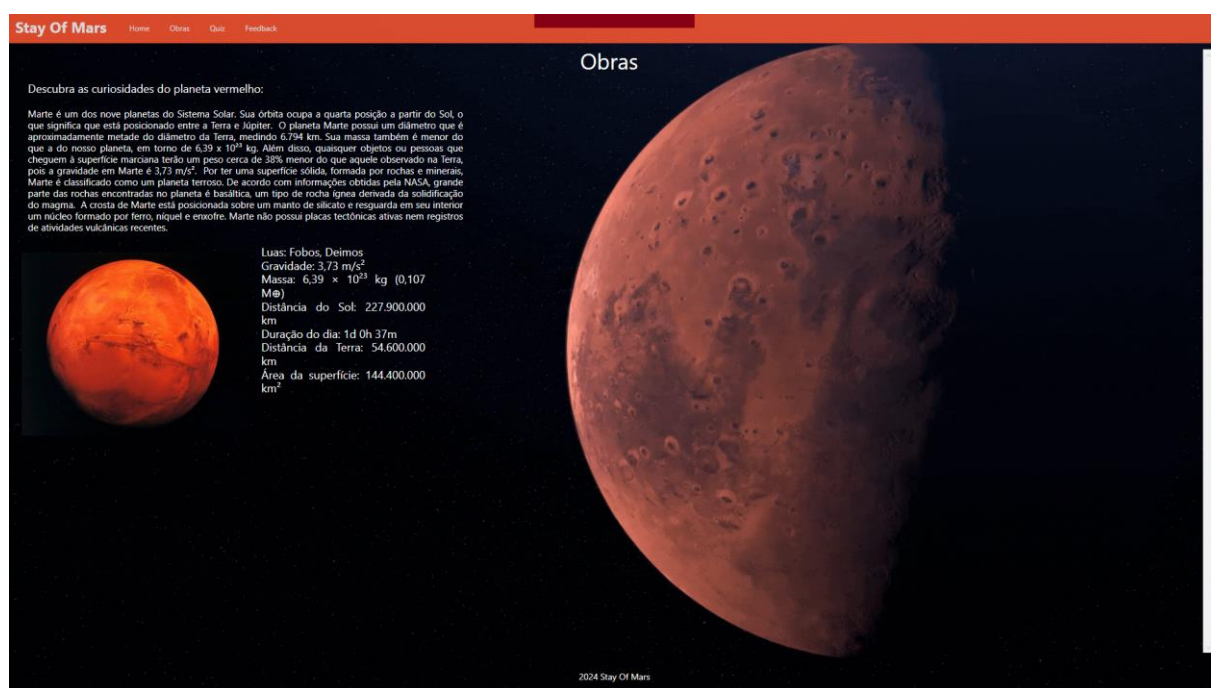 Stay Of Mars
Home
Obras
Quiz
Feedback
Obras
Descubra as curiosidades do planeta vermelho:
Marte é um dos nove planetas do Sistema Solar. Sua órbita ocupa a quarta posição a partir do Sol, o
que significa que está posicionado entre a Terra e Júpiter. O planeta Marte possui um diâmetro que é
aproximadamente metade do diâmetro da Terra, medindo 6.794 km. Sua massa também é menor do
que a do nosso planeta, em torno de 6,39 x 10²³ kg. Além disso, quaisquer objetos ou pessoas que
cheguem à superfície marciana terão um peso cerca de 38% menor do que aquele observado na Terra,
pois a gravidade em Marte é 3,73 m/s². Por ter uma superfície sólida, formada por rochas e minerais,
Marte é classificado como um planeta terroso. De acordo com informações obtidas pela NASA, grande
parte das rochas encontradas no planeta é basáltica, um tipo de rocha ígnea derivada da solidificação
do magma. A crosta de Marte está posicionada sobre um manto de silicato e resguarda em seu interior
um núcleo formado por ferro, níquel e enxofre. Marte não possui placas tectônicas ativas nem registros
de atividades vulcânicas recentes.
Luas: Fobos, Deimos
Gravidade: 3,73 m/s²
Massa: 6,39 × 10²³ kg (0,107
M⊕)
Distância do Sol: 227.900.000
km
Duração do dia: 1d 0h 37m
Distância da Terra: 54.600.000
km
Área da superfície: 144.400.000
km²
2024 Stay Of Mars